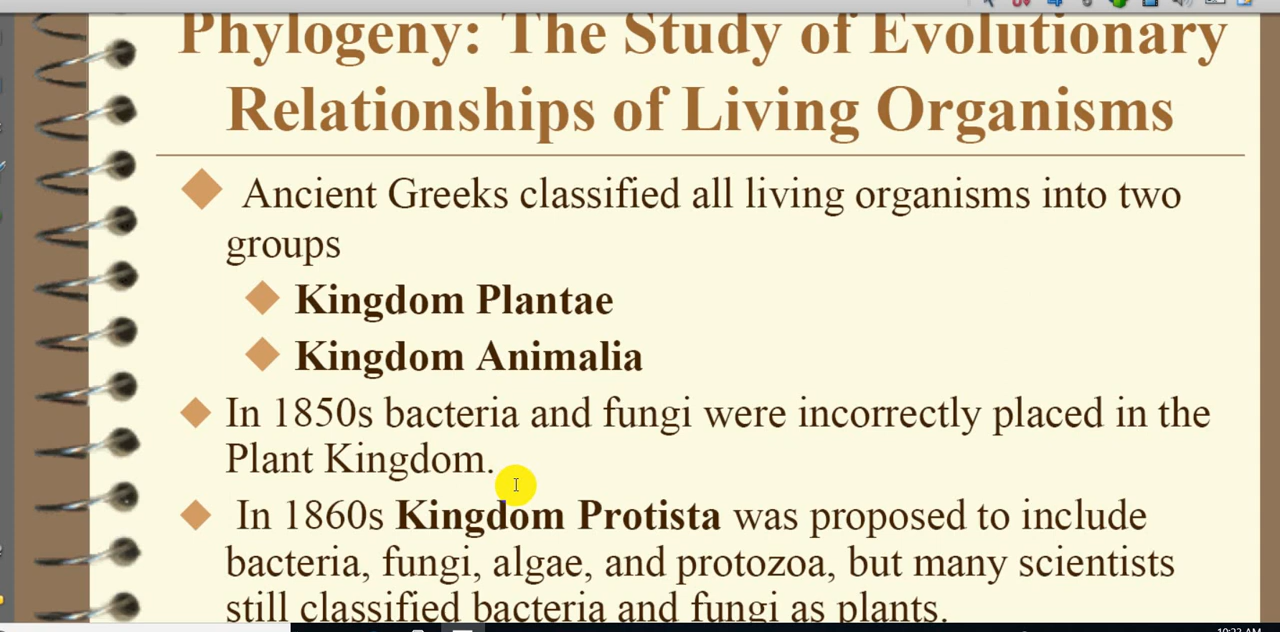 Phylogeny: The Study of Evolutionary
Relationships of Living Organisms
Ancient Greeks classified all living organisms into two
groups
Kingdom Plantae
Kingdom Animalia
In 1850s bacteria and fungi were incorrectly placed in the
Plant Kingdom.
In 1860s Kingdom Protista was proposed to include
bacteria, fungi, algae, and protozoa, but many scientists
still classified bacteria and fungi as plants.